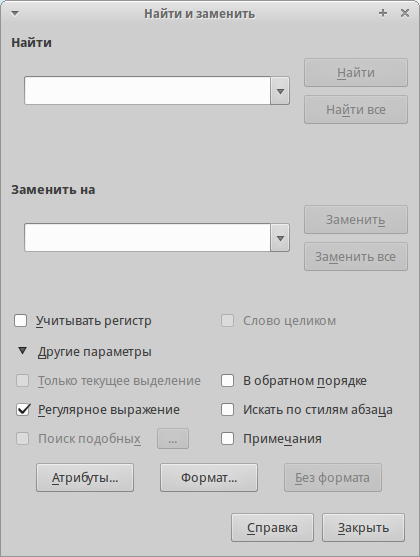 Найти и заменить
Найти
Найти
Найти все
Заменить на
Заменить
Заменить все
Учитывать регистр
Слово целиком
Другие параметры
Только текущее выделение
В обратном порядке
Регулярное выражение
Искать по стилям абзаца
Поиск подобных
...
Примечания
Атрибуты...
Формат...
Без формата
Справка
Закрыть